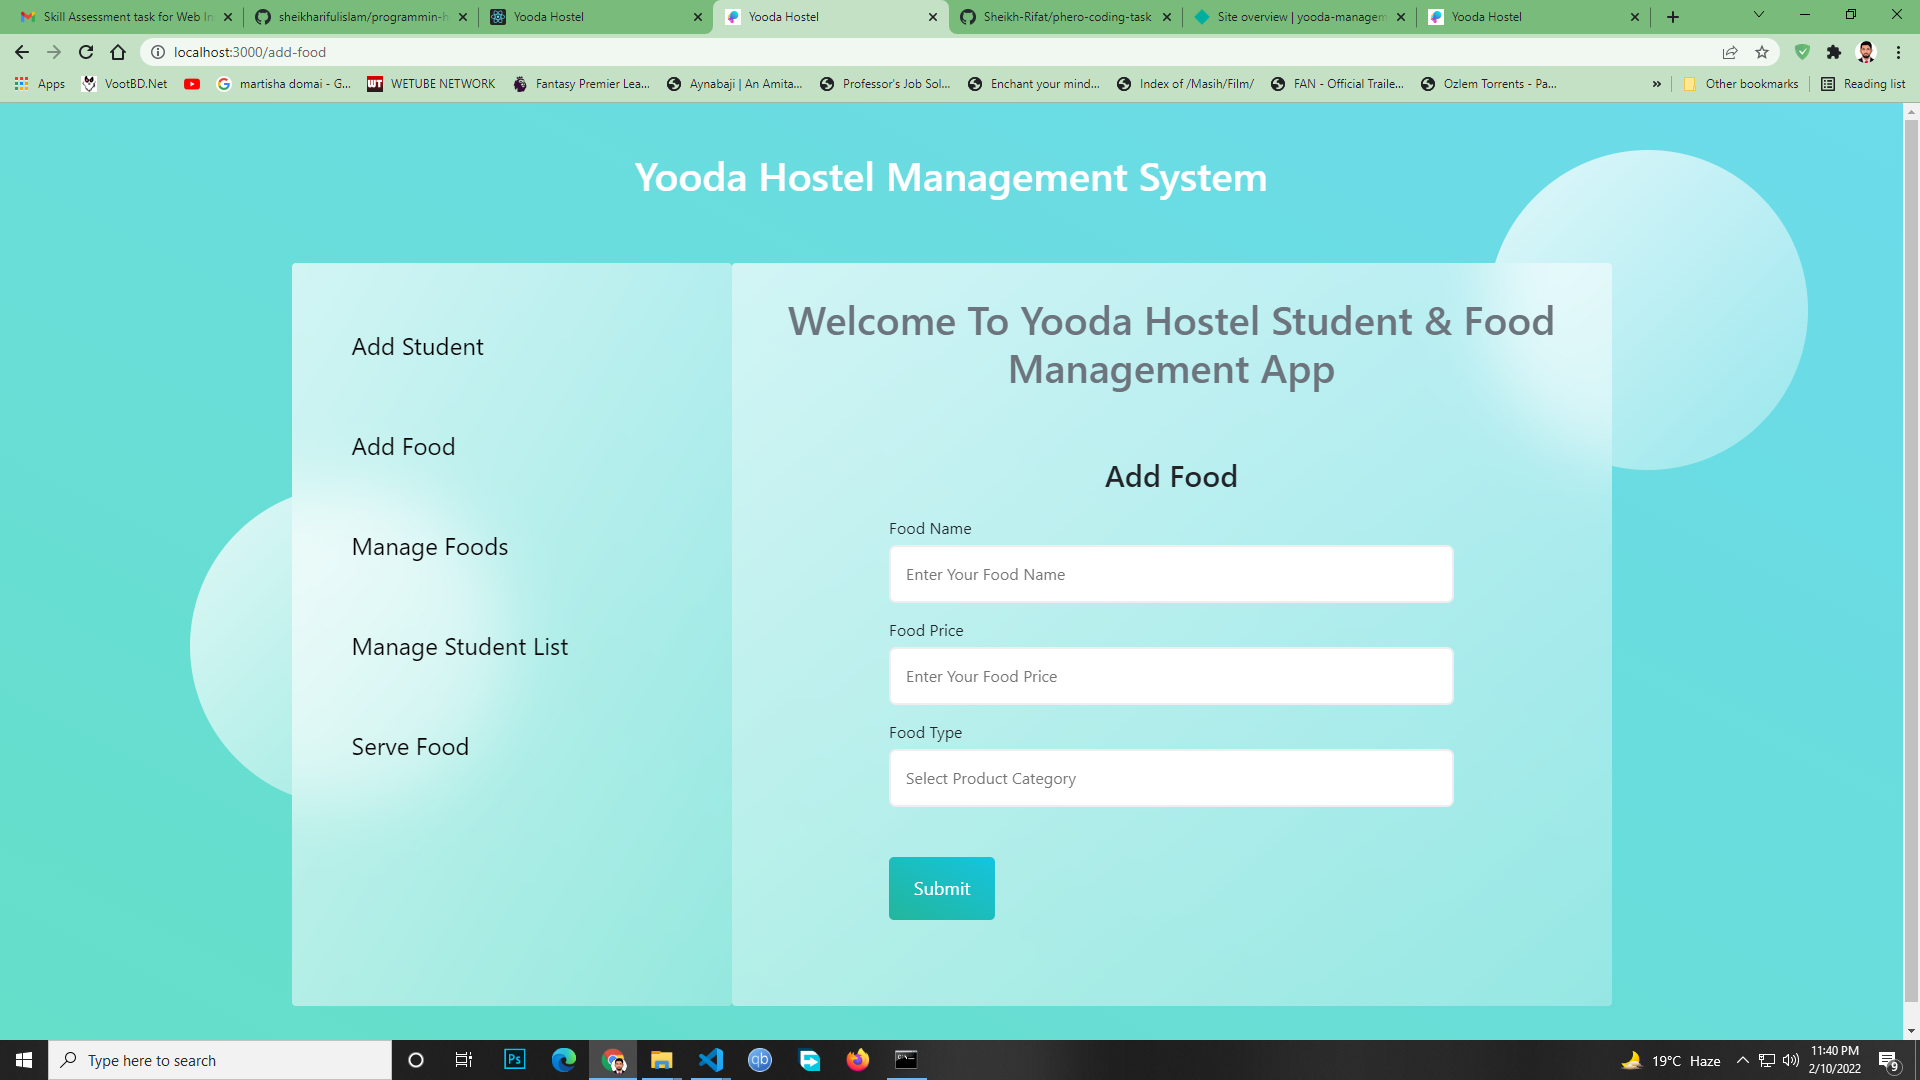 Skill Assessment task for Web In
sheikharifulislam/programmin-h
Yooda Hostel
Yooda Hostel
Sheikh-Rifat/phero-coding-task
Site overview | yooda-managem
Yooda Hostel
localhost:3000/add-food
Apps
VootBD.Net
martisha domai - G...
WT
WETUBE NETWORK
Fantasy Premier Lea...
Aynabaji | An Amita...
Professor's Job Sol...
Enchant your mind...
Index of /Masih/Film/
FAN - Official Traile...
Ozlem Torrents - Pa...
»
Other bookmarks
Reading list
Yooda Hostel Management System
Add Student
Add Food
Manage Foods
Manage Student List
Serve Food
Welcome To Yooda Hostel Student & Food
Management App
Add Food
Food Name
Enter Your Food Name
Food Price
Enter Your Food Price
Food Type
Select Product Category
Submit
Type here to search
Ps
qb
19°C Haze
11:40 PM
2/10/2022
9